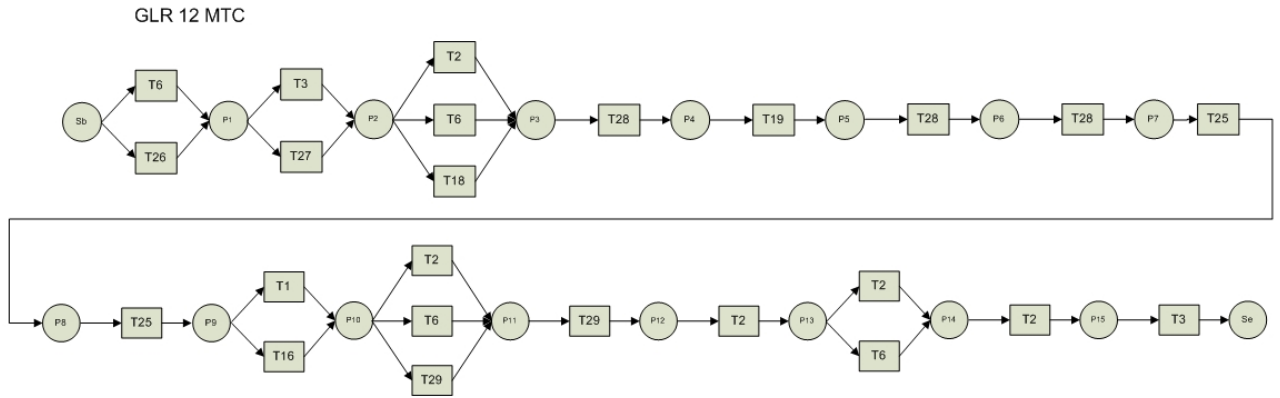 GLR 12 MTC
T2
T6 T3
Sb P1 P2 T6 P3 T28 P4 T19 P5 T28 P6 T28 P7 T25
T26 T27
T18
T2
T1 T2
P8 T25 P9 P10 T6 P11 T29 P12 T2 P13 P14 T2 P15 T3 Se
T16 T6
T29